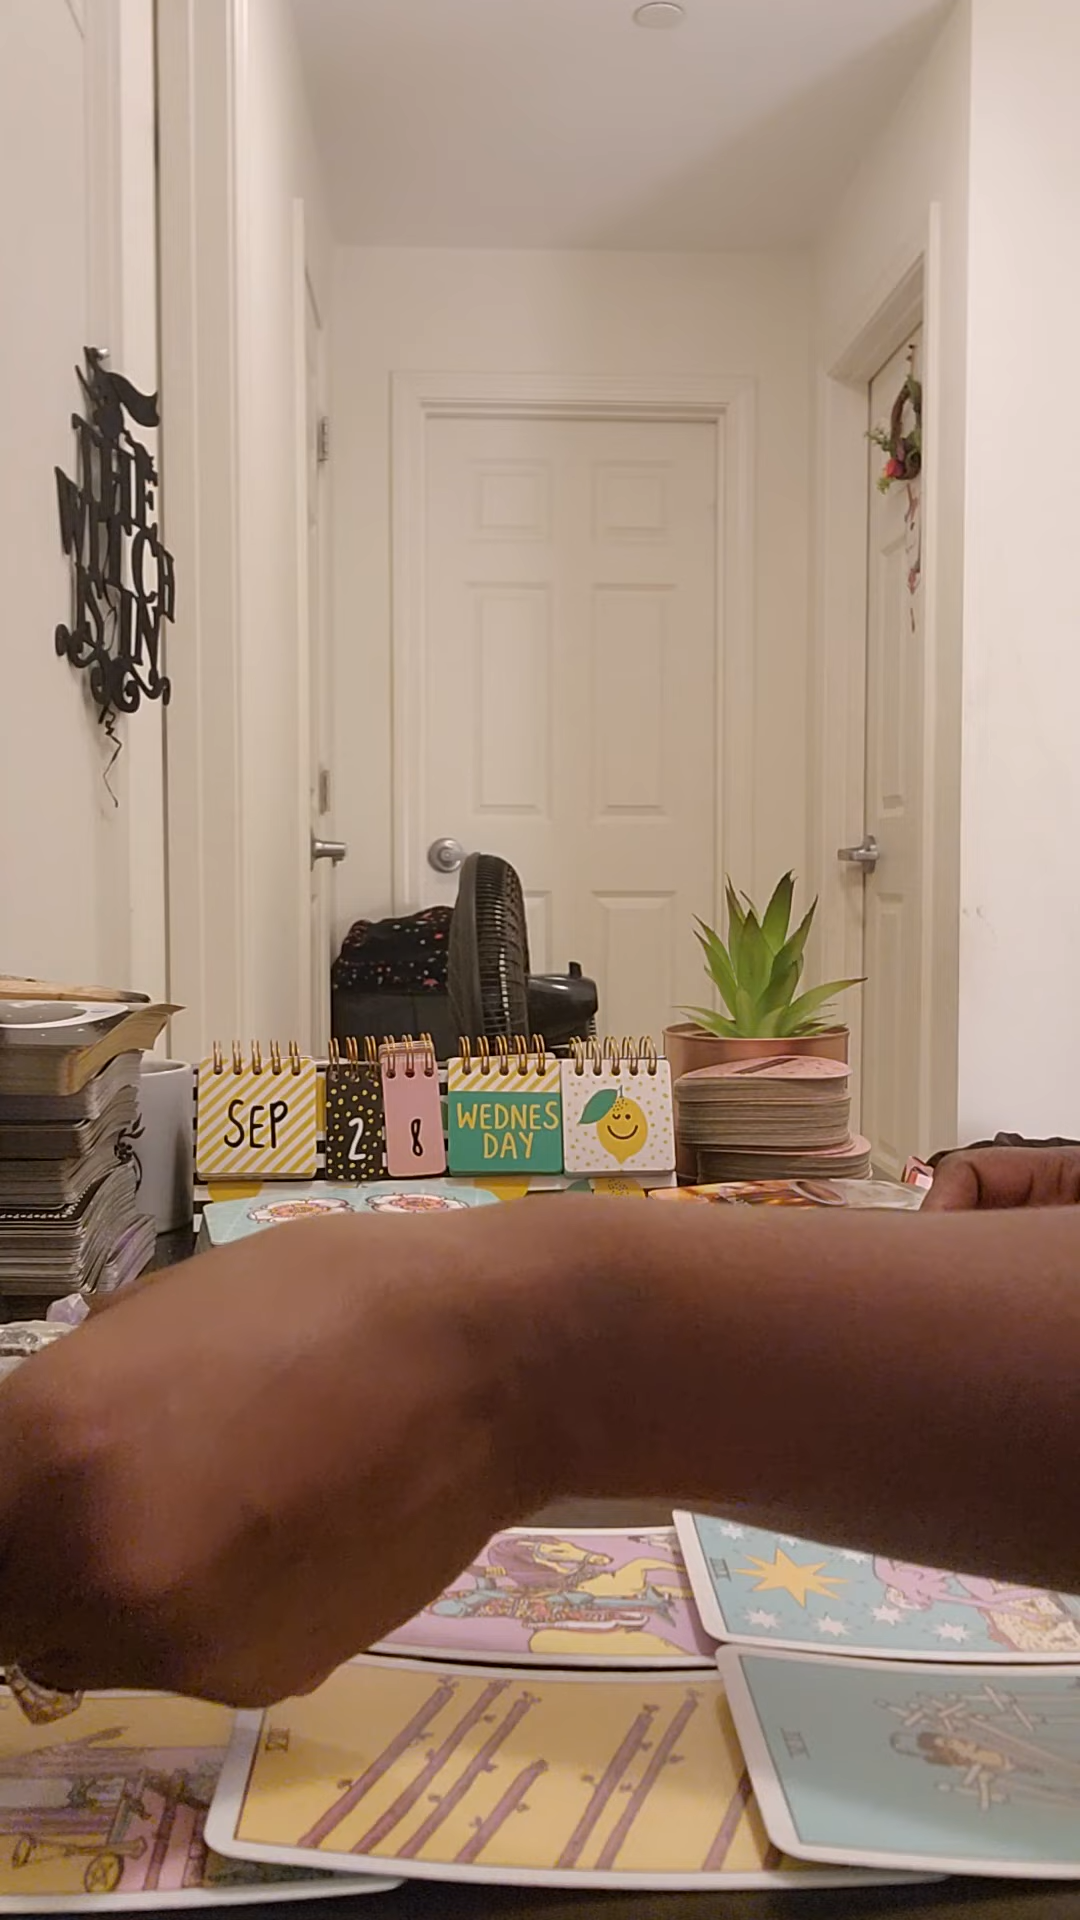 THE
WITCH
IS IN
SEP
2
8
WEDNES
DAY